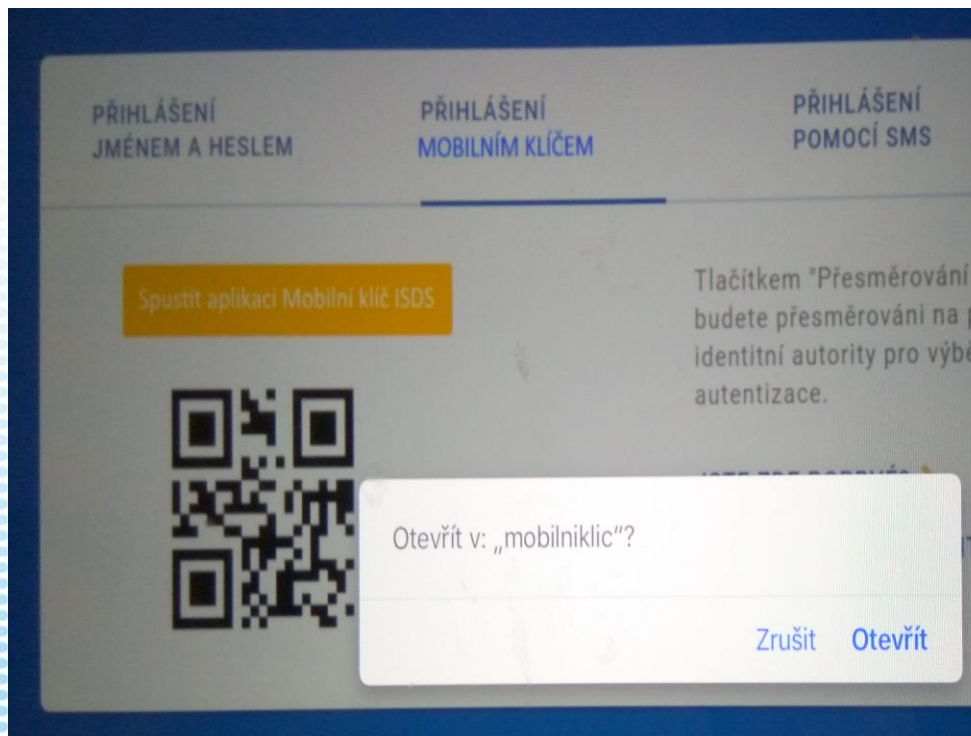 PŘIHLÁŠENÍ
JMÉNEM A HESLEM
PŘIHLÁŠENÍ
MOBILNÍM KLÍČEM
PŘIHLÁŠENÍ
POMOCÍ SMS
Spustit aplikaci Mobilní klíč ISDS
Tlačítkem "Přesměrování
budete přesměrováni na
identitní autority pro
autentizace.
Otevřít v: „mobilniklic“?
Zrušit Otevřít